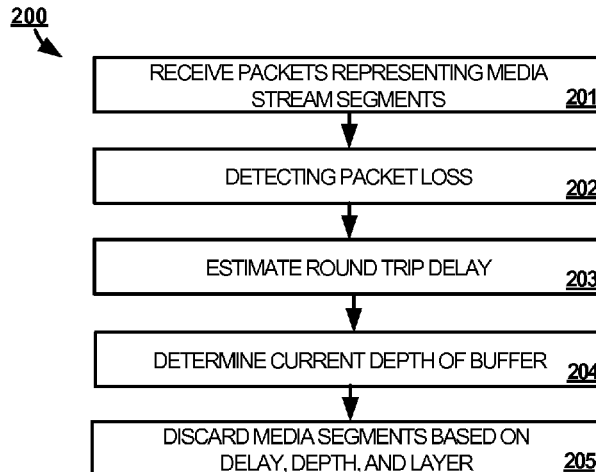 200
RECEIVE PACKETS REPRESENTING MEDIA
STREAM SEGMENTS
201
DETECTING PACKET LOSS
202
ESTIMATE ROUND TRIP DELAY
203
DETERMINE CURRENT DEPTH OF BUFFER
204
DISCARD MEDIA SEGMENTS BASED ON
DELAY, DEPTH, AND LAYER
205